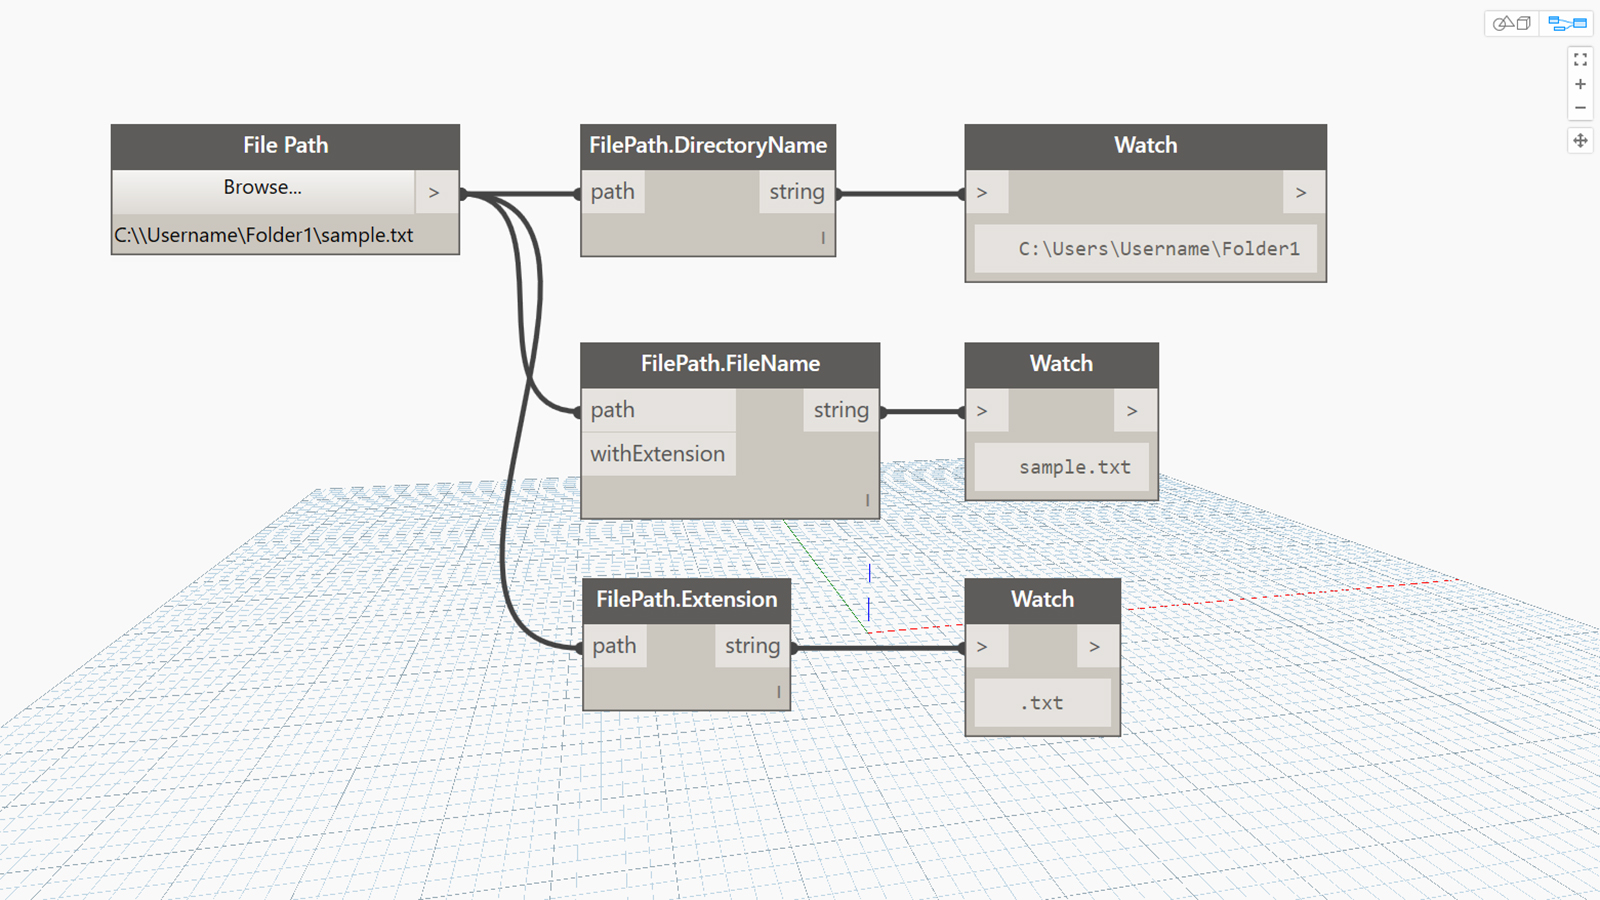 File Path
Browse...
>
C:\\Username\Folder1\sample.txt
FilePath.DirectoryName
path
string
l
Watch
>
>
C:\Users\Username\Folder1
FilePath.FileName
path
string
withExtension
l
Watch
>
>
sample.txt
FilePath.Extension
path
string
l
Watch
>
>
.txt